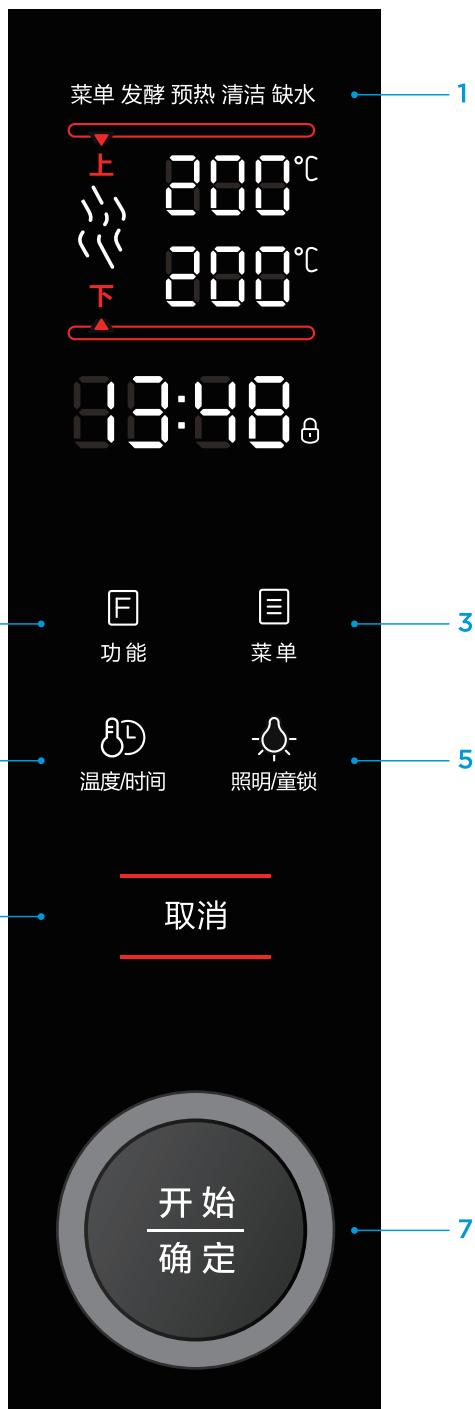 菜单 发酵 预热 清洁 缺水
1
上
200℃
200℃
下
13:48
F
功能
菜单
3
温度/时间
照明/童锁
5
取消
开始
确定
7